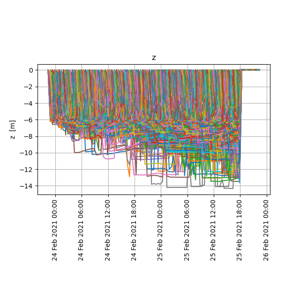 z
0
−2
−4
−6
−8
−10
−12
−14
z [m]
24 Feb 2021 00:00
24 Feb 2021 06:00
24 Feb 2021 12:00
24 Feb 2021 18:00
25 Feb 2021 00:00
25 Feb 2021 06:00
25 Feb 2021 12:00
25 Feb 2021 18:00
26 Feb 2021 00:00